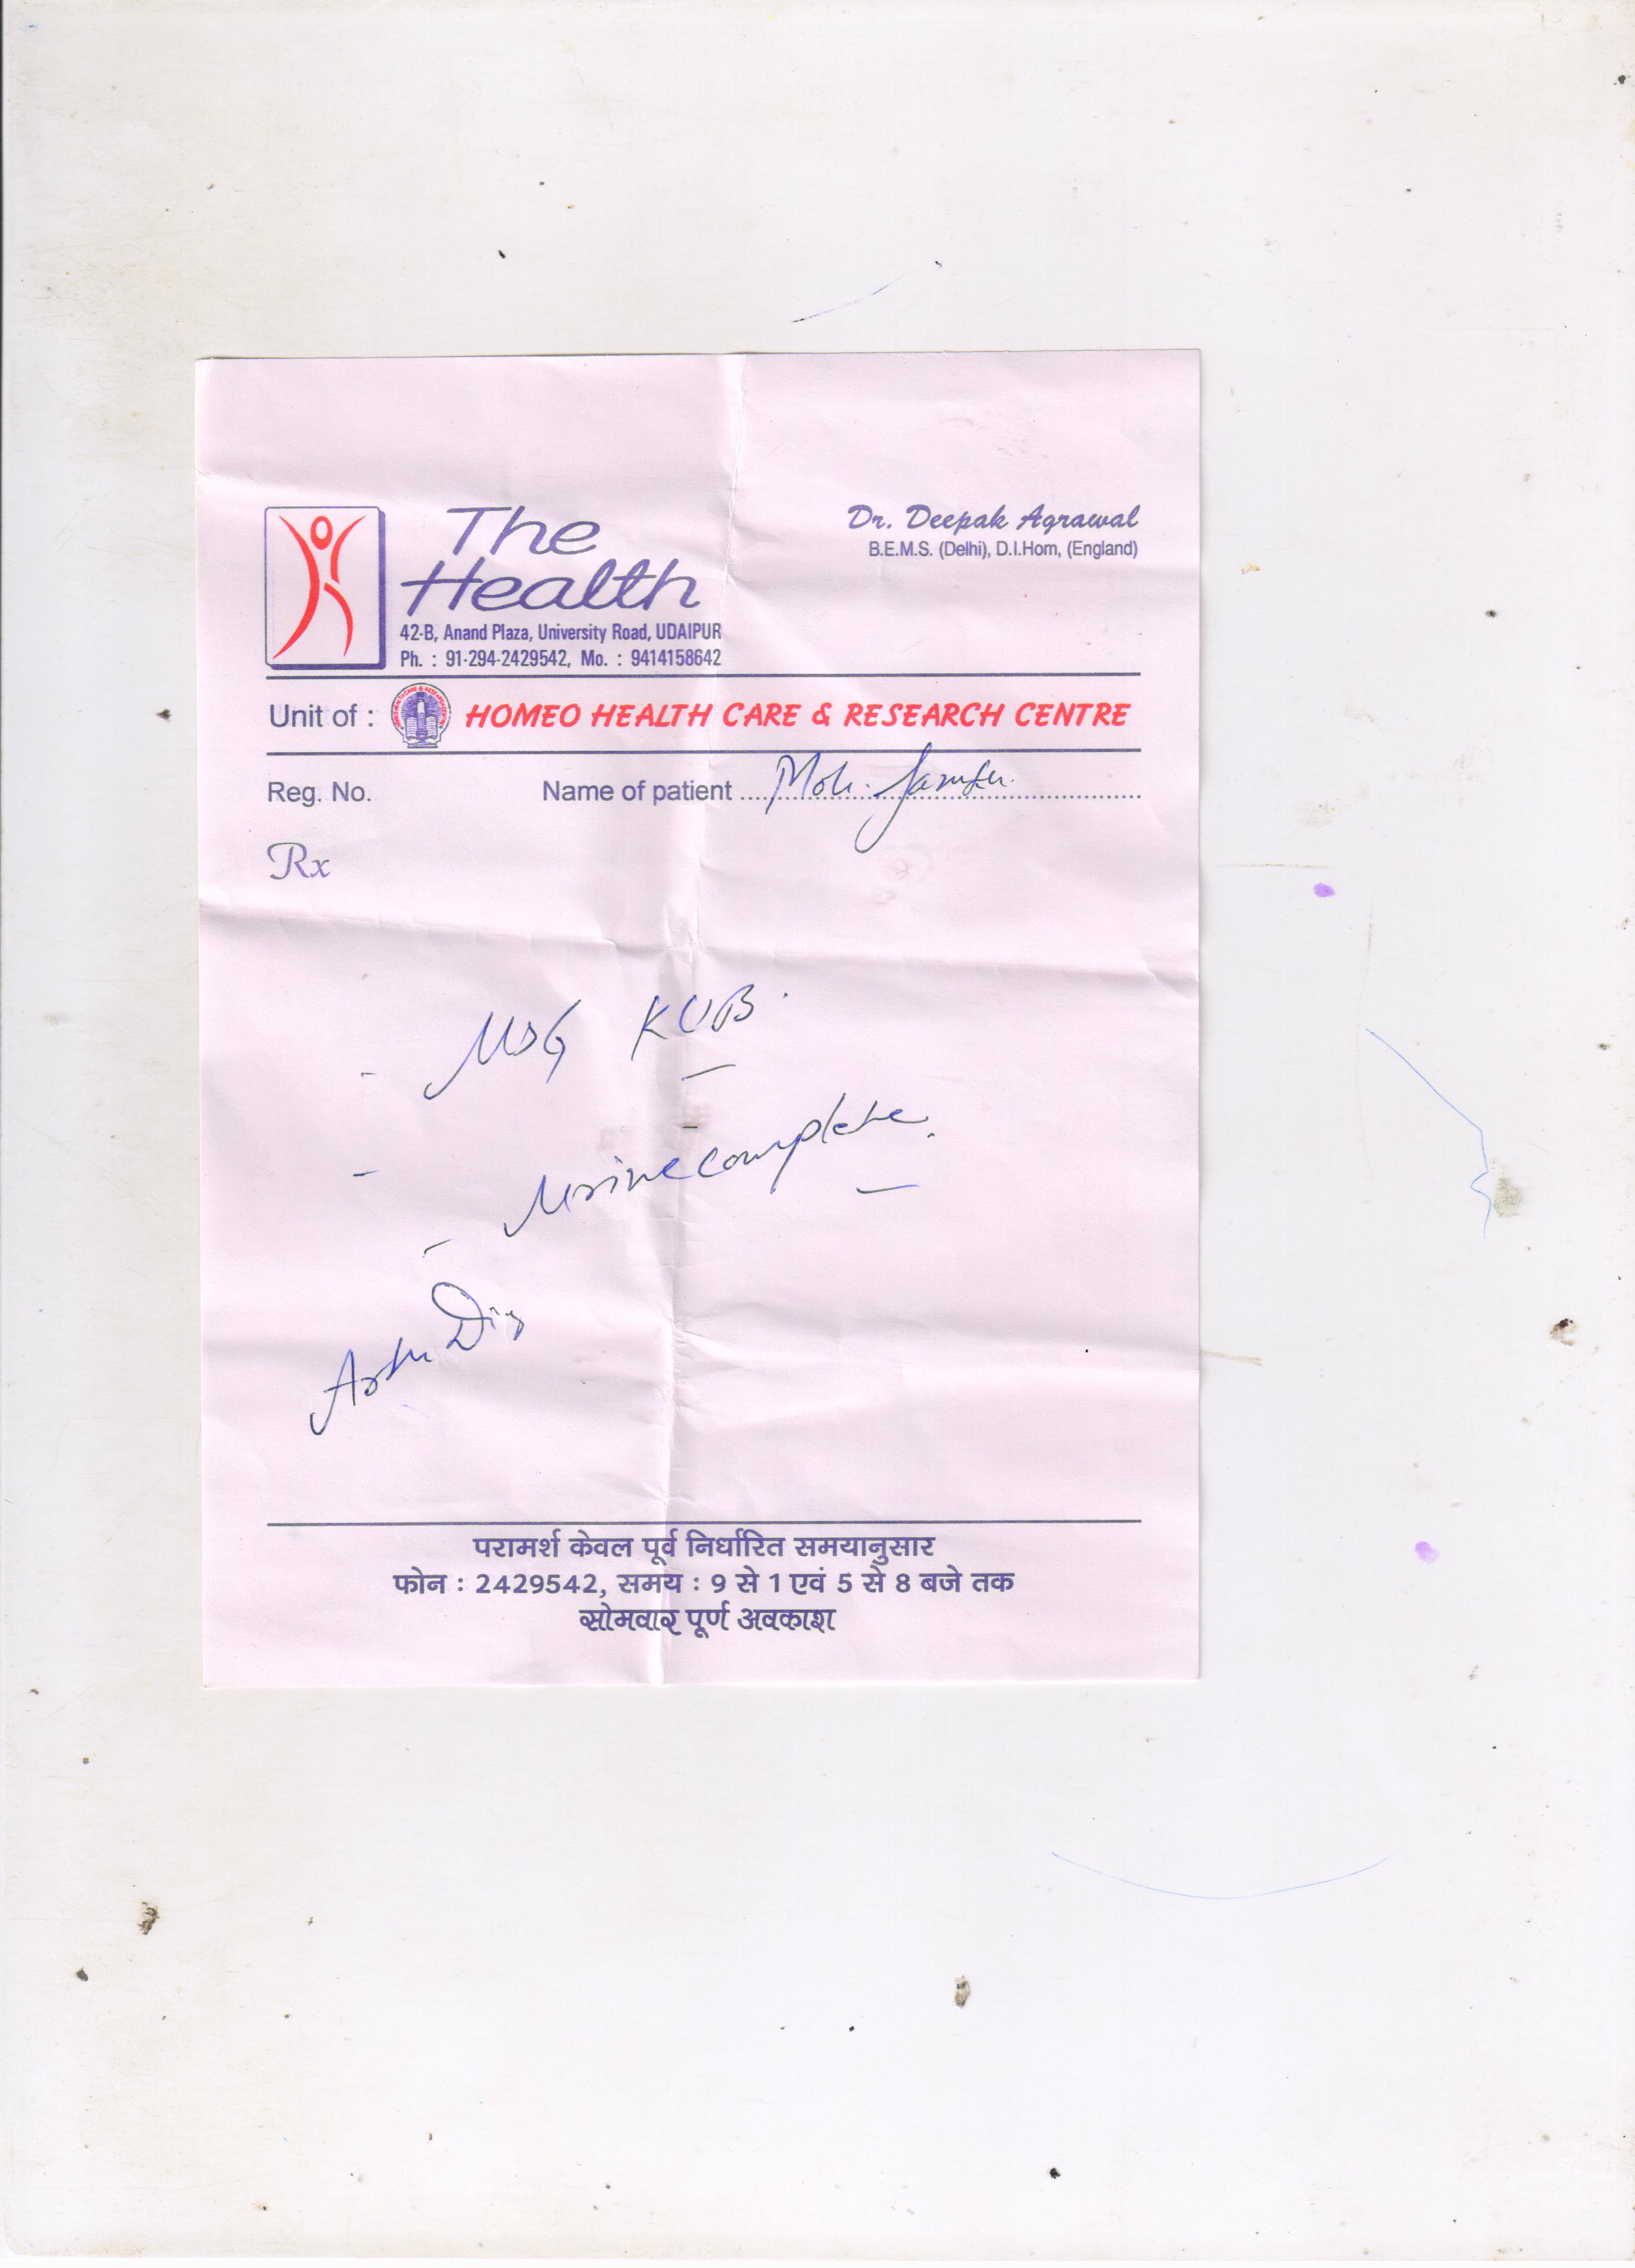 The
Health
42-B, Anand Plaza, University Road, UDAIPUR
Ph. : 91-294-2429542, Mo. : 9414158642
Dr. Deepak Agrawal
B.E.M.S. (Delhi), D.I.Hom, (England)
Unit of : HOMEO HEALTH CARE & RESEARCH CENTRE
Reg. No. Name of patient Moh.
Rx
- USG KUB.
- Urine complete.
परामर्श केवल पूर्व निर्धारित समयानुसार
फोन : 2429542, समय : 9 से 1 एवं 5 से 8 बजे तक
सोमवार पूर्ण अवकाश